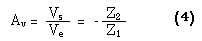 Av = Vs/Ve = - Z2/Z1 (4)